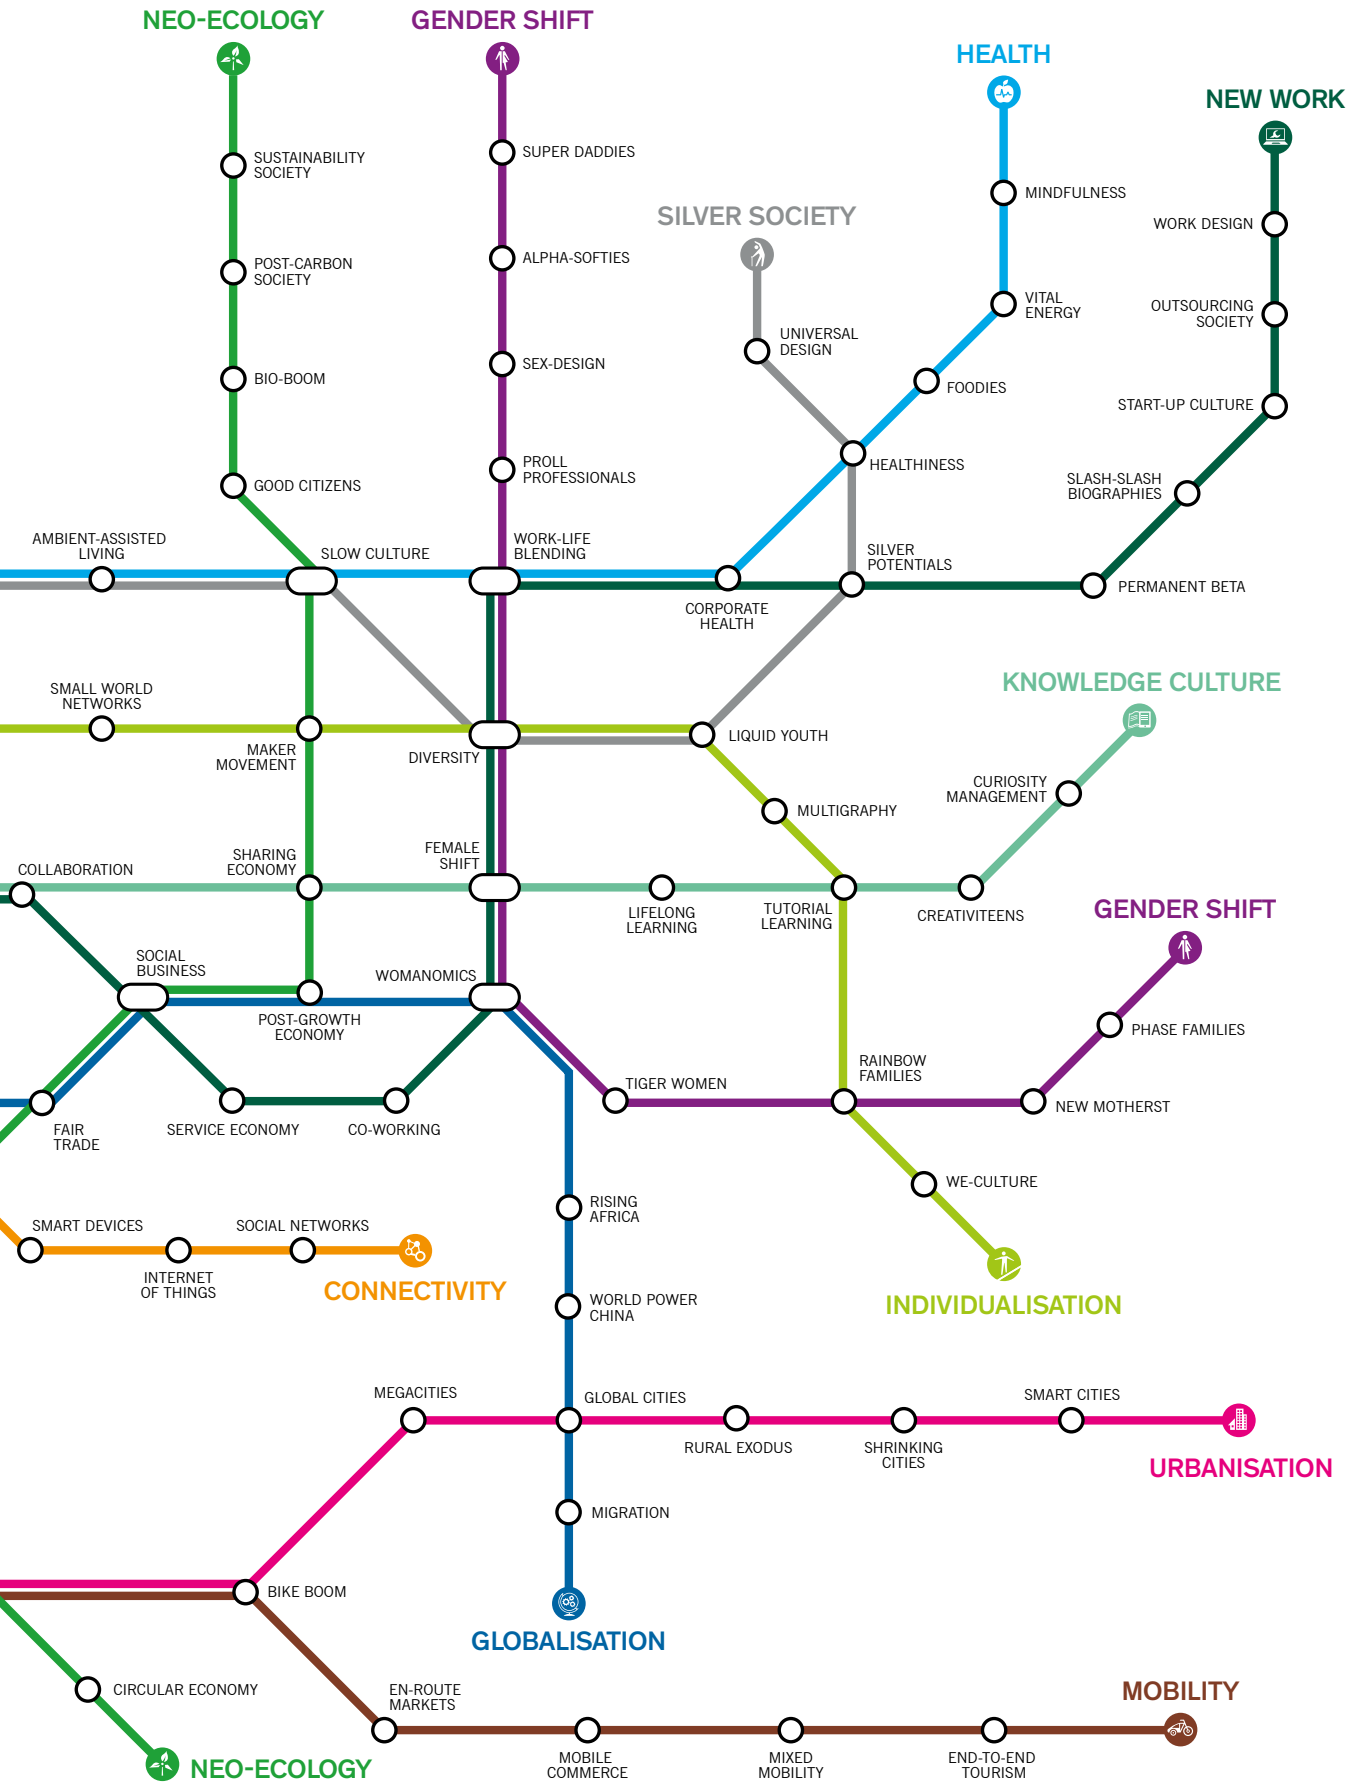 NEO-ECOLOGY
GENDER SHIFT
HEALTH
NEW WORK
SUSTAINABILITY
SOCIETY
SUPER DADDIES
MINDFULNESS
SILVER SOCIETY
WORK DESIGN
POST-CARBON
SOCIETY
ALPHA-SOFTIES
VITAL
ENERGY
OUTSOURCING
SOCIETY
UNIVERSAL
DESIGN
BIO-BOOM
SEX-DESIGN
FOODIES
START-UP CULTURE
GOOD CITIZENS
PROLL
PROFESSIONALS
HEALTHINESS
SLASH-SLASH
BIOGRAPHIES
AMBIENT-ASSISTED
LIVING
SLOW CULTURE
WORK-LIFE
BLENDING
SILVER
POTENTIALS
CORPORATE
HEALTH
PERMANENT BETA
SMALL WORLD
NETWORKS
KNOWLEDGE CULTURE
MAKER
MOVEMENT
DIVERSITY
LIQUID YOUTH
CURIOSITY
MANAGEMENT
MULTIGRAPHY
COLLABORATION
SHARING
ECONOMY
FEMALE
SHIFT
LIFELONG
LEARNING
TUTORIAL
LEARNING
CREATIVITEENS
GENDER SHIFT
SOCIAL
BUSINESS
WOMANOMICS
POST-GROWTH
ECONOMY
PHASE FAMILIES
TIGER WOMEN
RAINBOW
FAMILIES
NEW MOTHERST
FAIR
TRADE
SERVICE ECONOMY
CO-WORKING
WE-CULTURE
RISING
AFRICA
SMART DEVICES
SOCIAL NETWORKS
INTERNET
OF THINGS
CONNECTIVITY
WORLD POWER
CHINA
INDIVIDUALISATION
MEGACITIES
GLOBAL CITIES
SMART CITIES
RURAL EXODUS
SHRINKING
CITIES
URBANISATION
MIGRATION
BIKE BOOM
GLOBALISATION
CIRCULAR ECONOMY
EN-ROUTE
MARKETS
MOBILITY
NEO-ECOLOGY
MOBILE
COMMERCE
MIXED
MOBILITY
END-TO-END
TOURISM